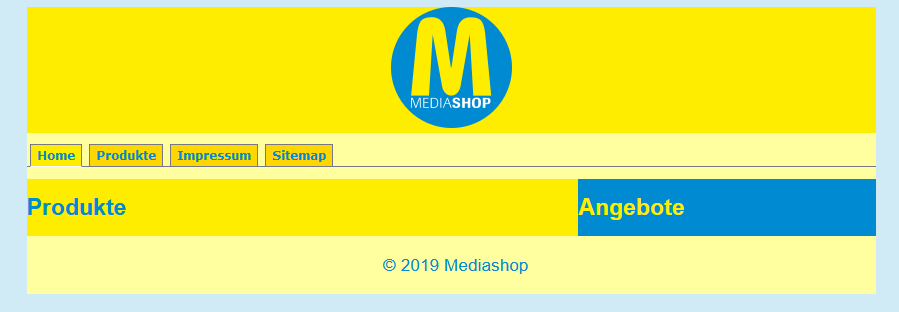 M
MEDIASHOP
Home Produkte Impressum Sitemap
Produkte Angebote
© 2019 Mediashop